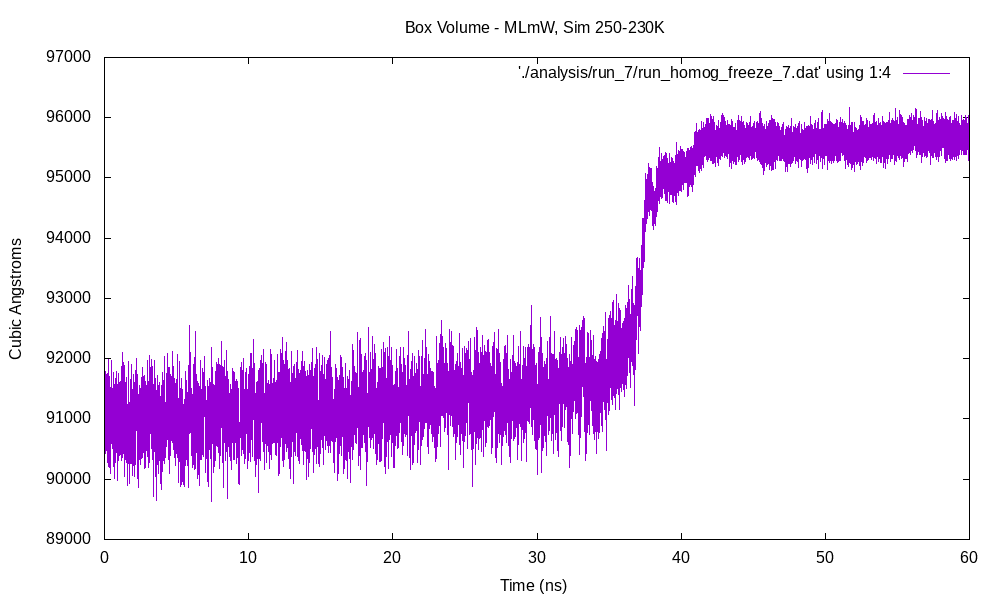 Box Volume - MLmW, Sim 250-230K
'./analysis/run_7/run_homog_freeze_7.dat' using 1:4
97000
96000
95000
94000
93000
92000
91000
90000
89000
Cubic Angstroms
0 10 20 30 40 50 60
Time (ns)